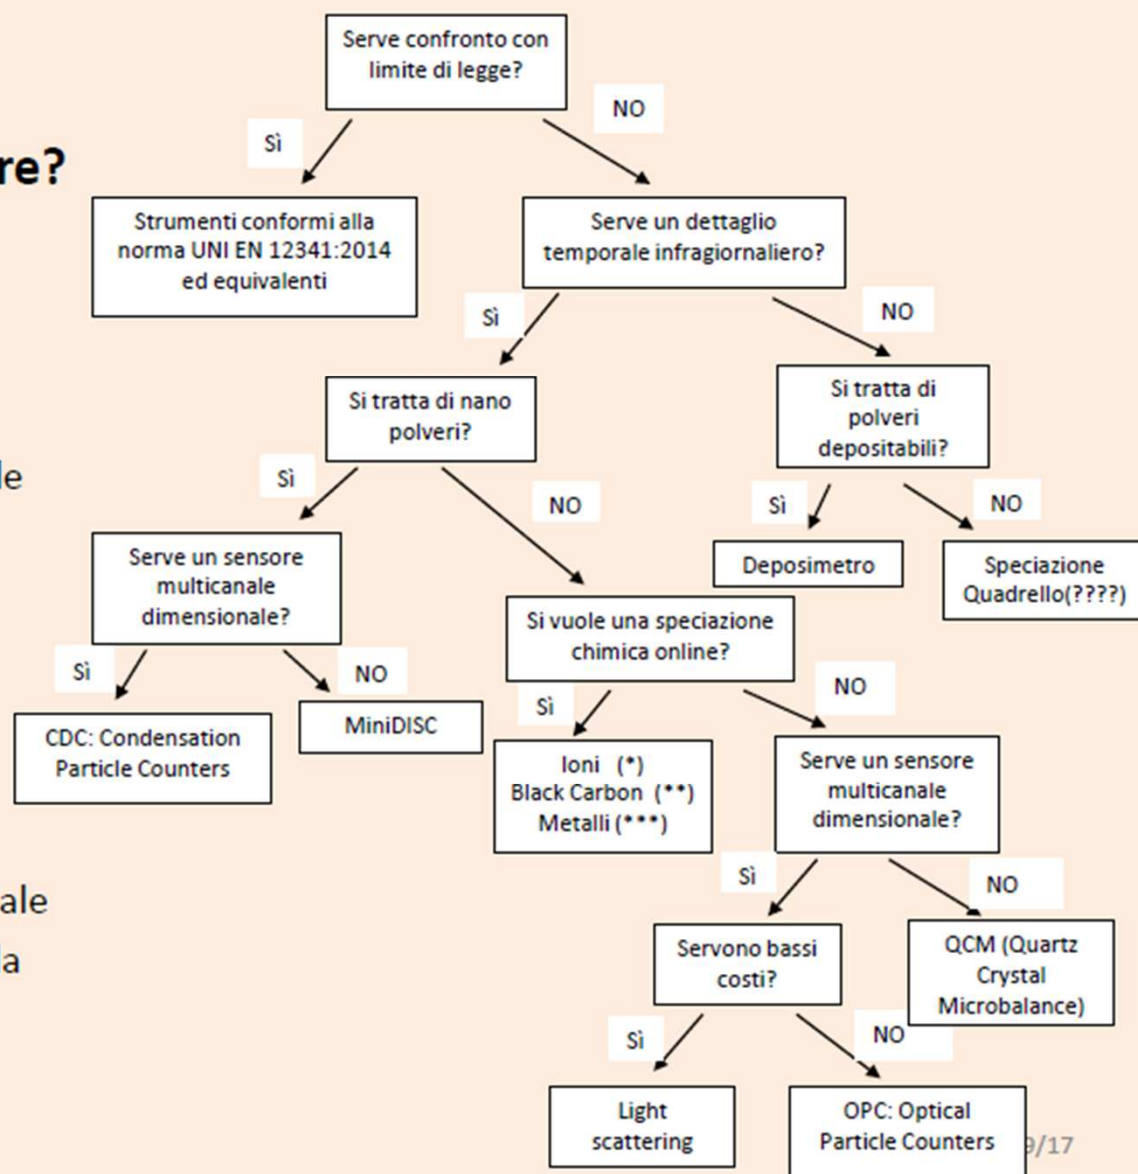 Serve confronto con
limite di legge?
NO
Sì
re?
Strumenti conformi alla
norma UNI EN 12341:2014
ed equivalenti
Serve un dettaglio
temporale infragiornaliero?
Sì
NO
Si tratta di nano
polveri?
Si tratta di
polveri
depositabili?
le
Sì
NO
Sì
NO
Serve un sensore
multicanale
dimensionale?
Deposimetro
Speciazione
Quadrello(????)
Si vuole una speciazione
chimica online?
Sì
NO
Sì
NO
CDC: Condensation
Particle Counters
MiniDISC
Ioni (*)
Black Carbon (**)
Metalli (***)
Serve un sensore
multicanale
dimensionale?
Sì
NO
ale
la
Servono bassi
costi?
QCM (Quartz
Crystal
Microbalance)
Sì
NO
Light
scattering
OPC: Optical
Particle Counters
9/17